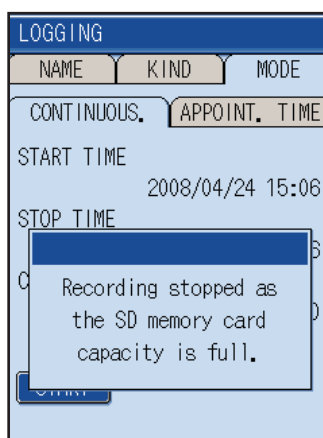 LOGGING
NAME KIND MODE
CONTINUOUS. APPOINT. TIME
START TIME
2008/04/24 15:06
STOP TIME
Recording stopped as
the SD memory card
capacity is full.